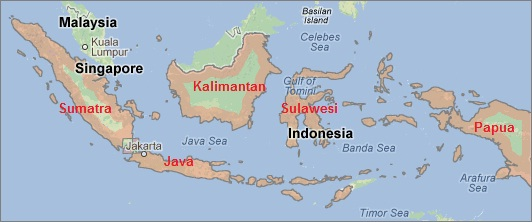 Malaysia
Kuala
Lumpur
Singapore
Sumatra
Kalimantan
Basilan
Island
Celebes
Sea
Gulf of
Tomini
Sulawesi
Indonesia
Papua
Java Sea
Jakarta
Java
Banda Sea
Arafura
Sea
Timor Sea